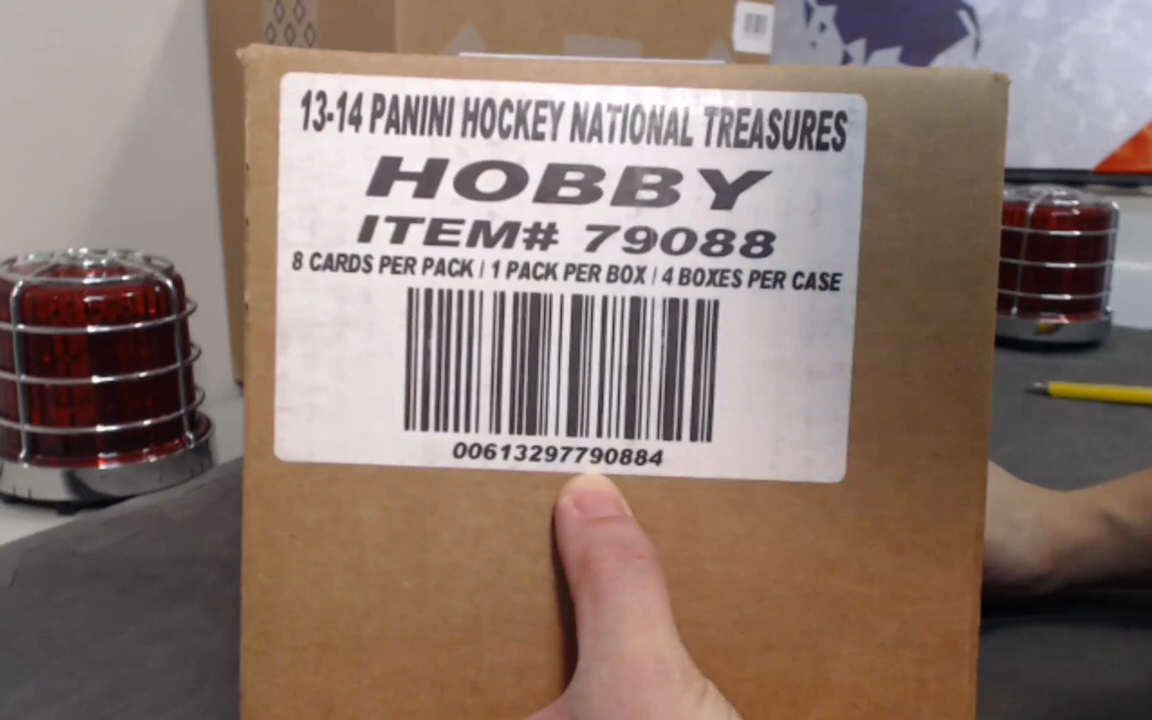 13-14 PANINI HOCKEY NATIONAL TREASURES
HOBBY
ITEM# 79088
8 CARDS PER PACK / 1 PACK PER BOX / 4 BOXES PER CASE
00613297790884